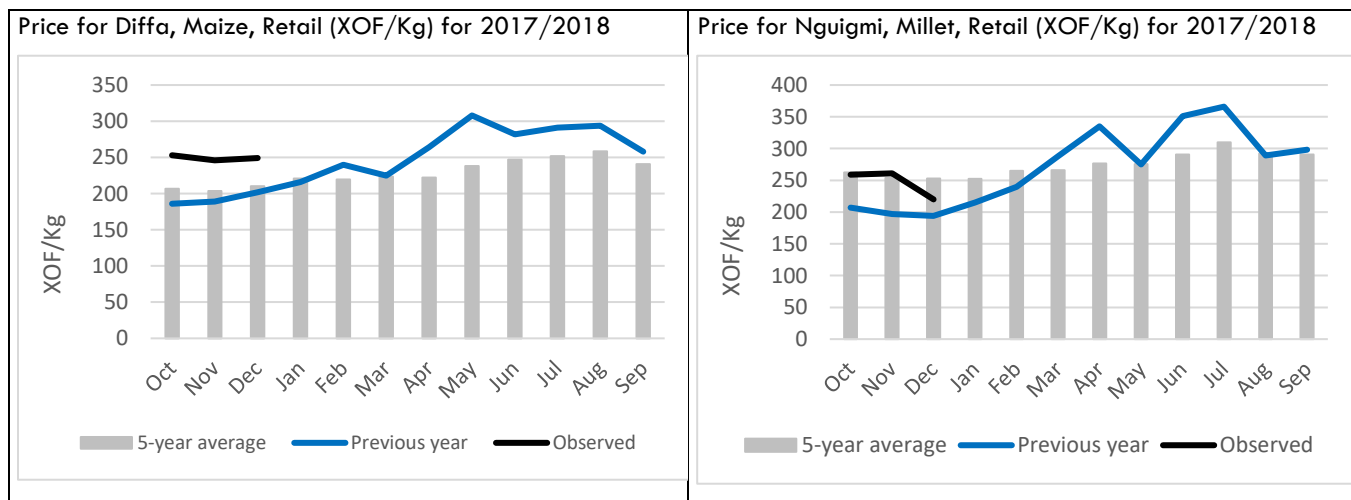 Price for Diffa, Maize, Retail (XOF/Kg) for 2017/2018
350
300
250
200
150
100
50
0
XOF/Kg
Oct
Nov
Dec
Jan
Feb
Mar
Apr
May
Jun
Jul
Aug
Sep
5-year average
Previous year
Observed
Price for Nguigmi, Millet, Retail (XOF/Kg) for 2017/2018
400
350
300
250
200
150
100
50
0
XOF/Kg
Oct
Nov
Dec
Jan
Feb
Mar
Apr
May
Jun
Jul
Aug
Sep
5-year average
Previous year
Observed